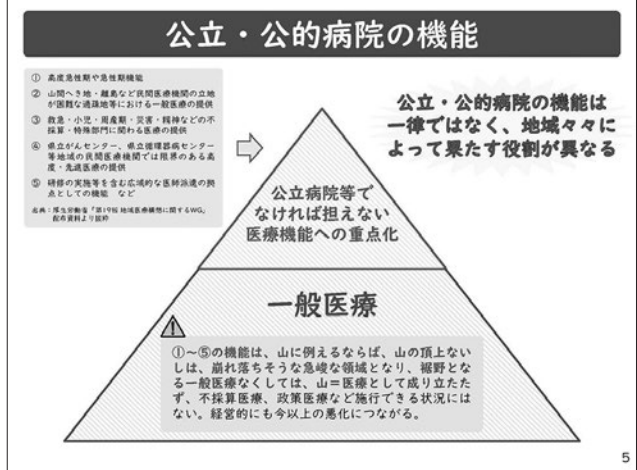 公立・公的病院の機能
① 高度急性期や急性期機能
② 山間へき地・離島など民間医療機関の立地
が困難な過疎地等における一般医療の提供
③ 救急・小児・周産期・災害・精神などの不
採算・特殊部門に関わる医療の提供
④ 県立がんセンター、県立循環器病センター
等地域の民間医療機関では限界のある高
度・先進医療の提供
⑤ 研修の実施等を含む広域的な医師派遣の拠
点としての機能 など
出典：厚生労働省「第19回 地域医療構想に関するWG」
配布資料より抜粋
公立・公的病院の機能は
一律ではなく、地域々々に
よって果たす役割が異なる
公立病院等で
なければ担えない
医療機能への重点化
一般医療
①～⑤の機能は、山に例えるならば、山の頂上ない
しは、崩れ落ちそうな急峻な領域となり、裾野とな
る一般医療なくしては、山＝医療として成り立たた
ず、不採算医療、政策医療など施行できる状況には
ない。経営的にも今以上の悪化につながる。
5